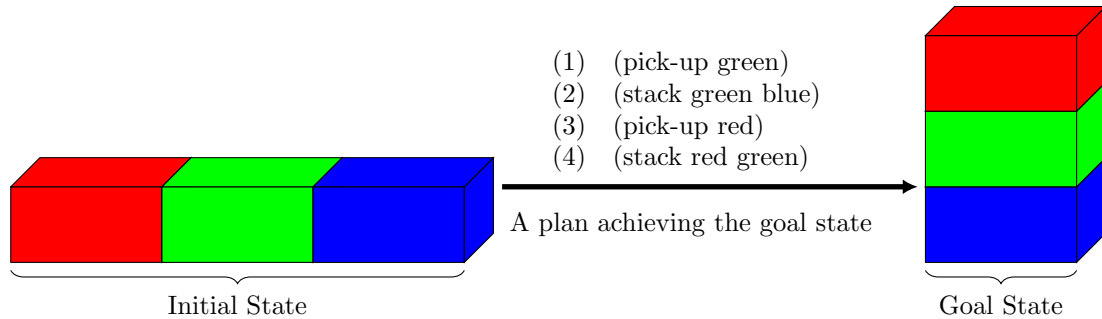 (1) (pick-up green)
(2) (stack green blue)
(3) (pick-up red)
(4) (stack red green)
A plan achieving the goal state
Initial State
Goal State